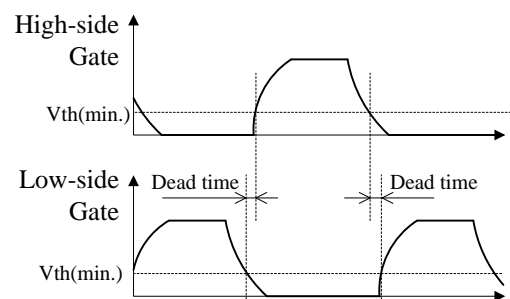 High-side
Gate
Vth(min.)
Low-side
Gate
Dead time
Dead time
Vth(min.)